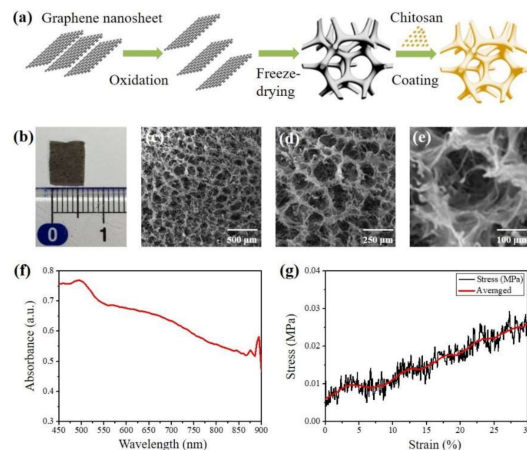 (a) Graphene nanosheet
Chitosan
Oxidation
Freeze-
drying
Coating
(b)
0
1
(c)
500 μm
(d)
250 μm
(e)
100 μm
(f)
0.8
0.7
0.6
0.5
0.4
0.3
Absorbance (a.u.)
450 500 550 600 650 700 750 800 850 900
Wavelength (nm)
(g)
0.04
0.03
0.02
0.01
0.00
Stress (MPa)
Stress (MPa)
Averaged
0 5 10 15 20 25 30
Strain (%)